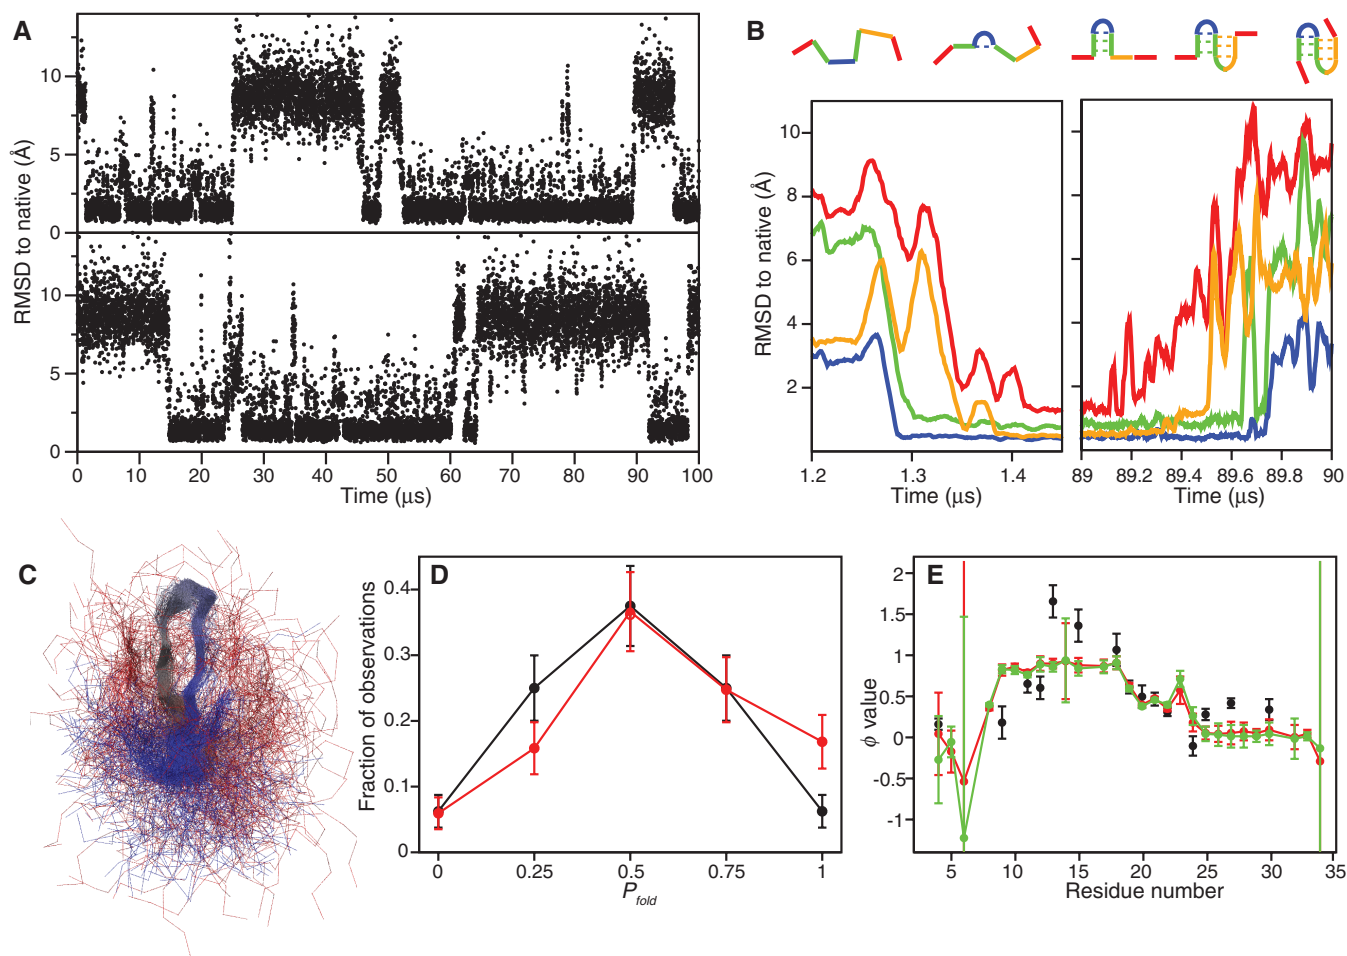 A
RMSD to native (Å)
10
5
0
10
5
0
0 10 20 30 40 50 60 70 80 90 100
Time (µs)
B
RMSD to native (Å)
10
8
6
4
2
1.2 1.3 1.4
Time (µs)
89 89.2 89.4 89.6 89.8 90
Time (µs)
C
D
Fraction of observations
0.4
0.3
0.2
0.1
0
0 0.25 0.5 0.75 1
Pfold
E
ϕ value
2
1.5
1
0.5
0
-0.5
-1
5 10 15 20 25 30 35
Residue number